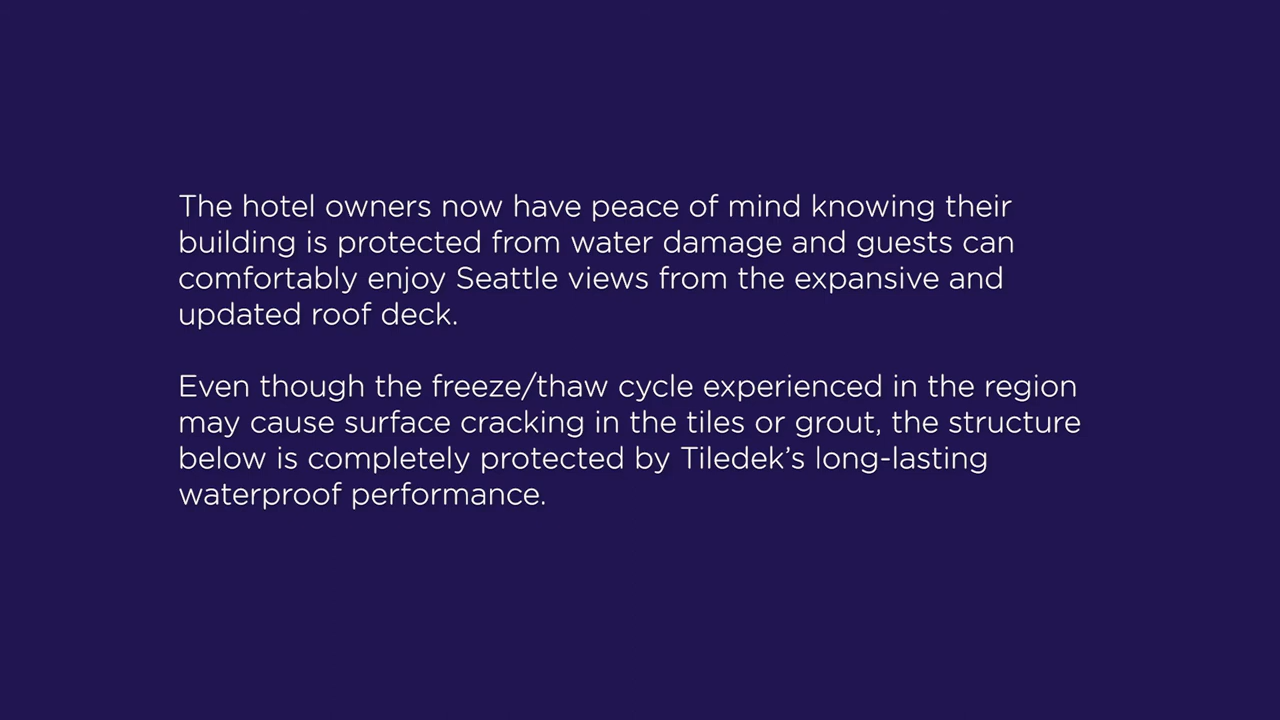 The hotel owners now have peace of mind knowing their
building is protected from water damage and guests can
comfortably enjoy Seattle views from the expansive and
updated roof deck.
Even though the freeze/thaw cycle experienced in the region
may cause surface cracking in the tiles or grout, the structure
below is completely protected by Tiledek’s long-lasting
waterproof performance.